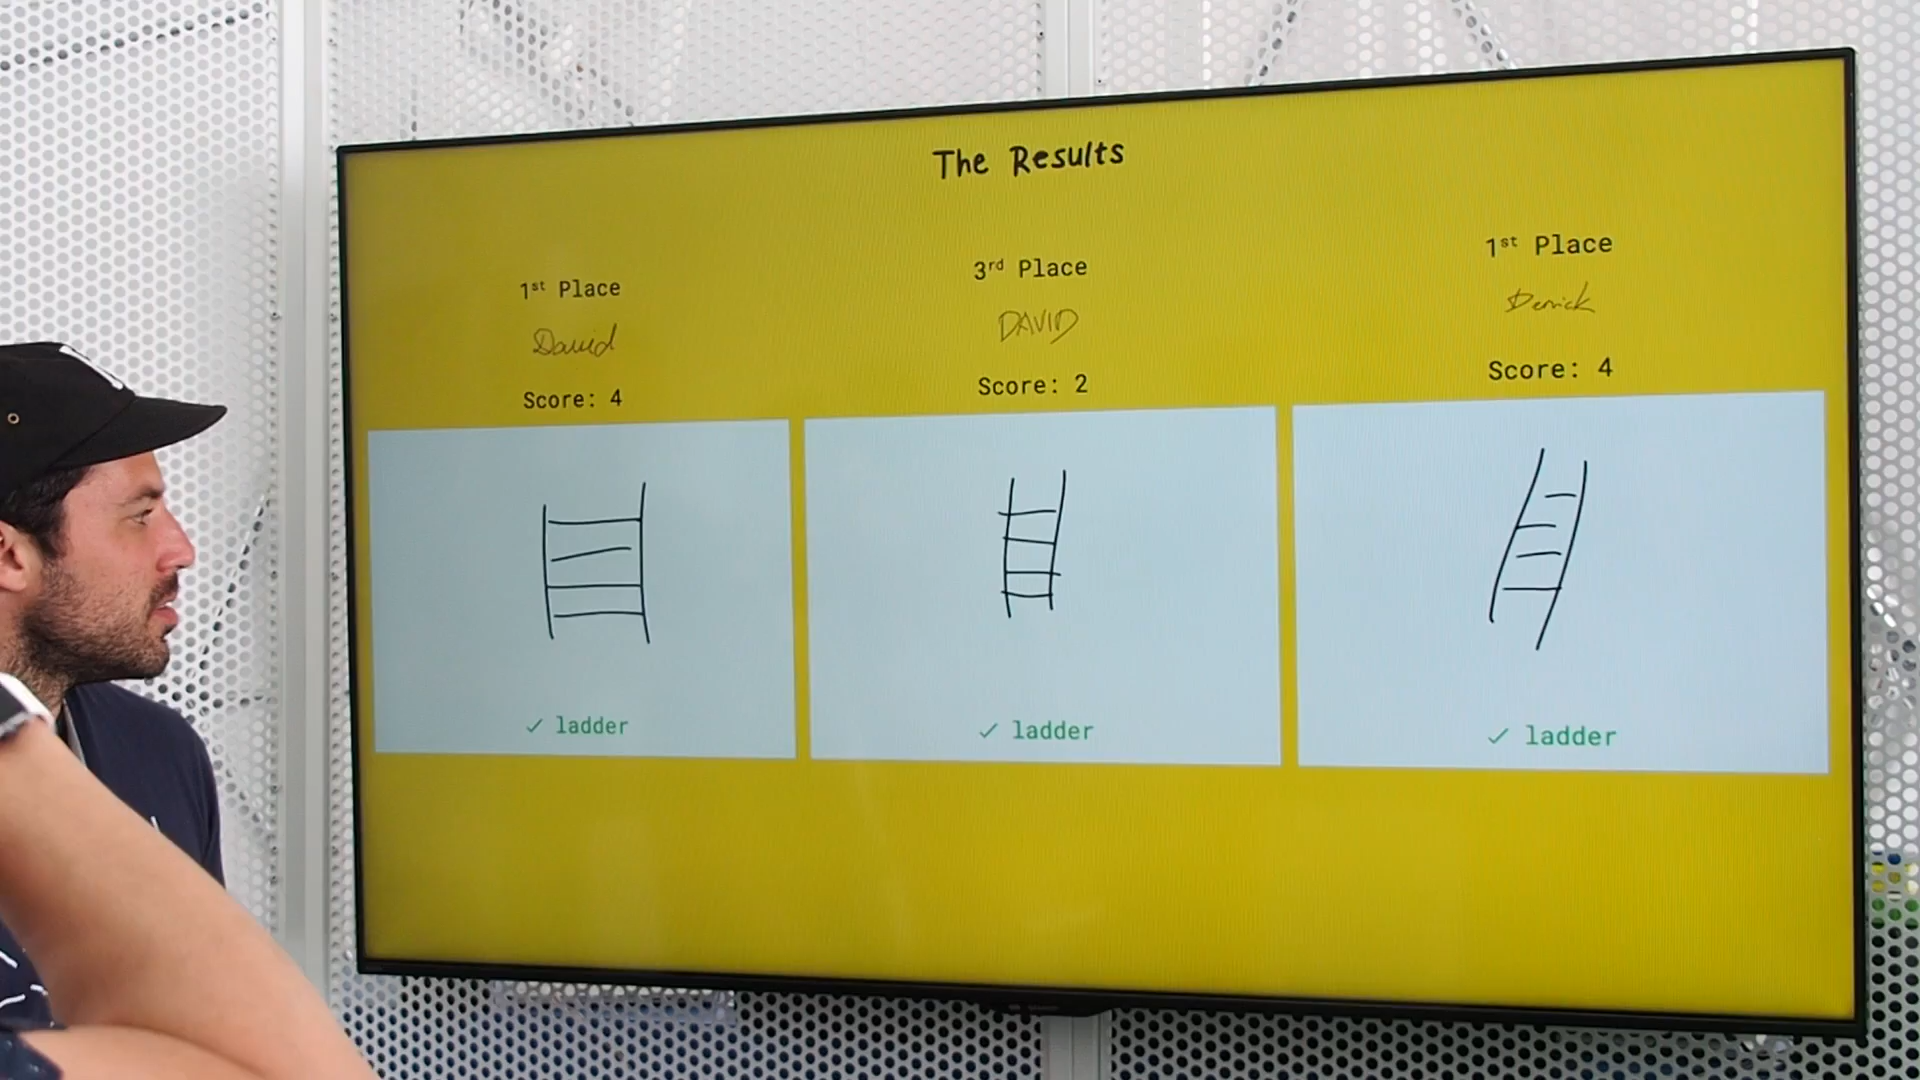 The Results
1st Place
David
Score: 4
✓ ladder
3rd Place
DAVID
Score: 2
✓ ladder
1st Place
Derrick
Score: 4
✓ ladder